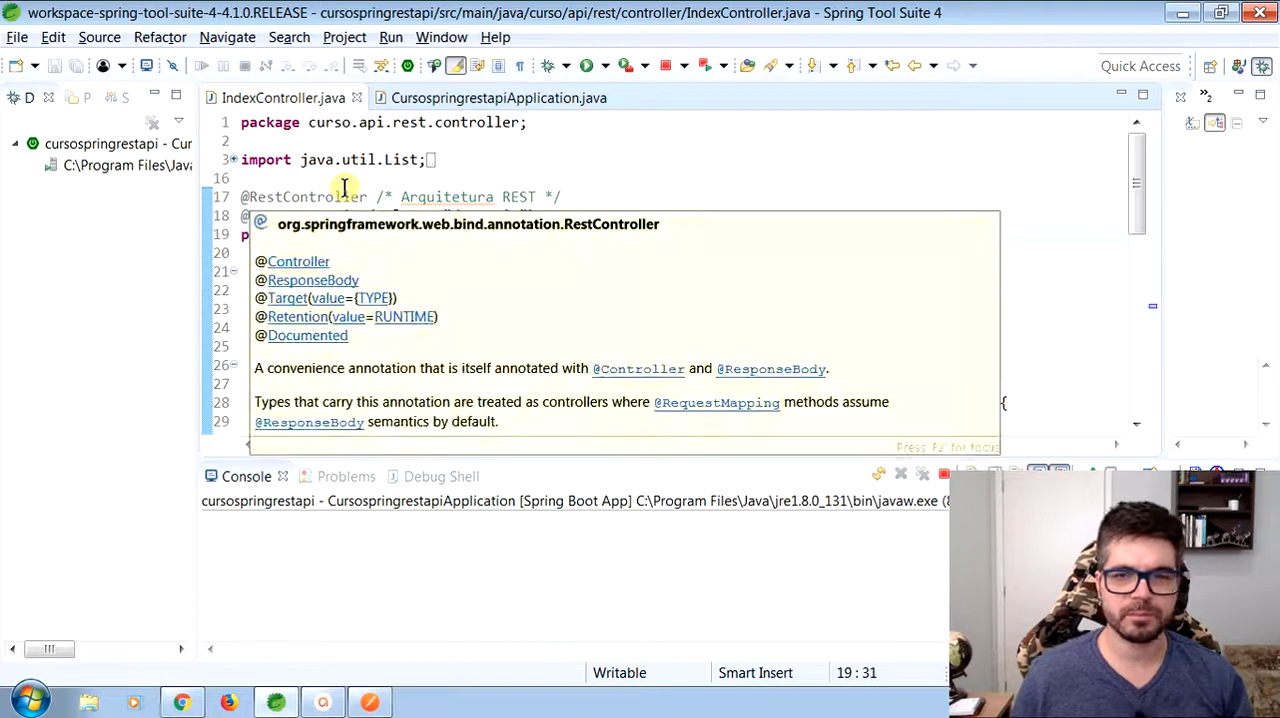 workspace-spring-tool-suite-4-4.1.0.RELEASE - cursospringrestapi/src/main/java/curso/api/rest/controller/IndexController.java - Spring Tool Suite 4
File Edit Source Refactor Navigate Search Project Run Window Help
Quick Access
D P S IndexController.java CursospringrestapiApplication.java
1 package curso.api.rest.controller;
2
3 import java.util.List;
16
17 @RestController /* Arquitetura REST */
18 @
19 p
20
21
22
23
24
25
26
27
28 {
29
cursospringrestapi - Cu
C:\Program Files\Java
org.springframework.web.bind.annotation.RestController
@Controller
@ResponseBody
@Target(value={TYPE})
@Retention(value=RUNTIME)
@Documented
A convenience annotation that is itself annotated with @Controller and @ResponseBody.
Types that carry this annotation are treated as controllers where @RequestMapping methods assume
@ResponseBody semantics by default.
Press 'F2' for focus
Console Problems Debug Shell
cursospringrestapi - CursospringrestapiApplication [Spring Boot App] C:\Program Files\Java\jre1.8.0_131\bin\javaw.exe (8
Writable Smart Insert 19 : 31